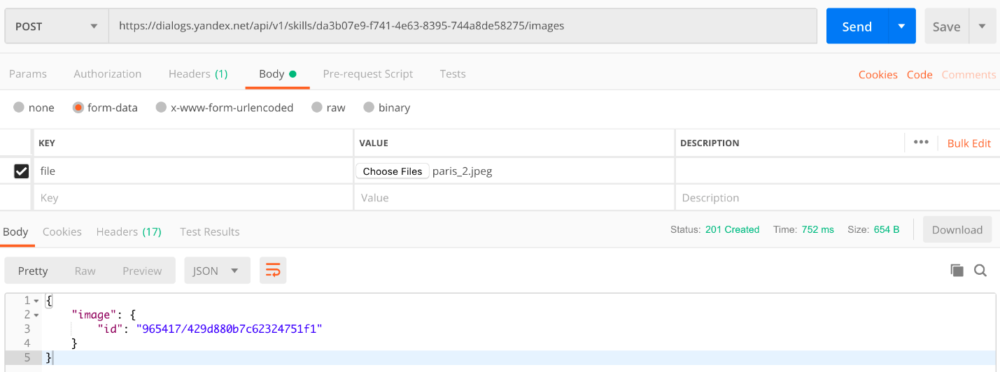 POST https://dialogs.yandex.net/api/v1/skills/da3b07e9-f741-4e63-8395-744a8de58275/images Send Save
Params Authorization Headers (1) Body Pre-request Script Tests Cookies Code Comments
none form-data x-www-form-urlencoded raw binary
KEY VALUE DESCRIPTION ••• Bulk Edit
file Choose Files paris_2.jpeg
Key Value Description
Body Cookies Headers (17) Test Results Status: 201 Created Time: 752 ms Size: 654 B Download
Pretty Raw Preview JSON
1 {
2 "image": {
3 "id": "965417/429d880b7c62324751f1"
4 }
5 }